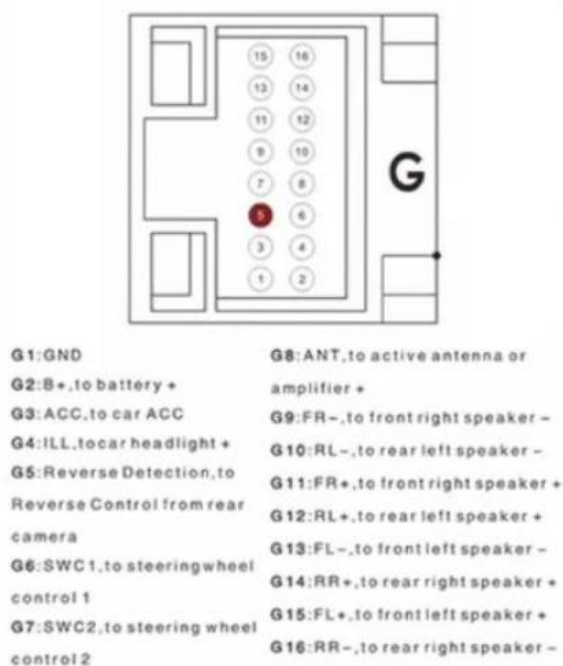 15 16
13 14
11 12
9 10
7 8
5 6
3 4
1 2
G
G1:GND
G2:B+,to battery +
G3:ACC,to car ACC
G4:ILL,tocar headlight +
G5:Reverse Detection,to
Reverse Control from rear
camera
G6:SWC1,to steering wheel
control 1
G7:SWC2,to steering wheel
control 2
G8:ANT,to active antenna or
amplifier +
G9:FR-,to front right speaker -
G10:RL-,to rear left speaker -
G11:FR+,to front right speaker +
G12:RL+,to rear left speaker +
G13:FL-,to front left speaker -
G14:RR+,to rear right speaker +
G15:FL+,to front left speaker +
G16:RR-,to rear right speaker -